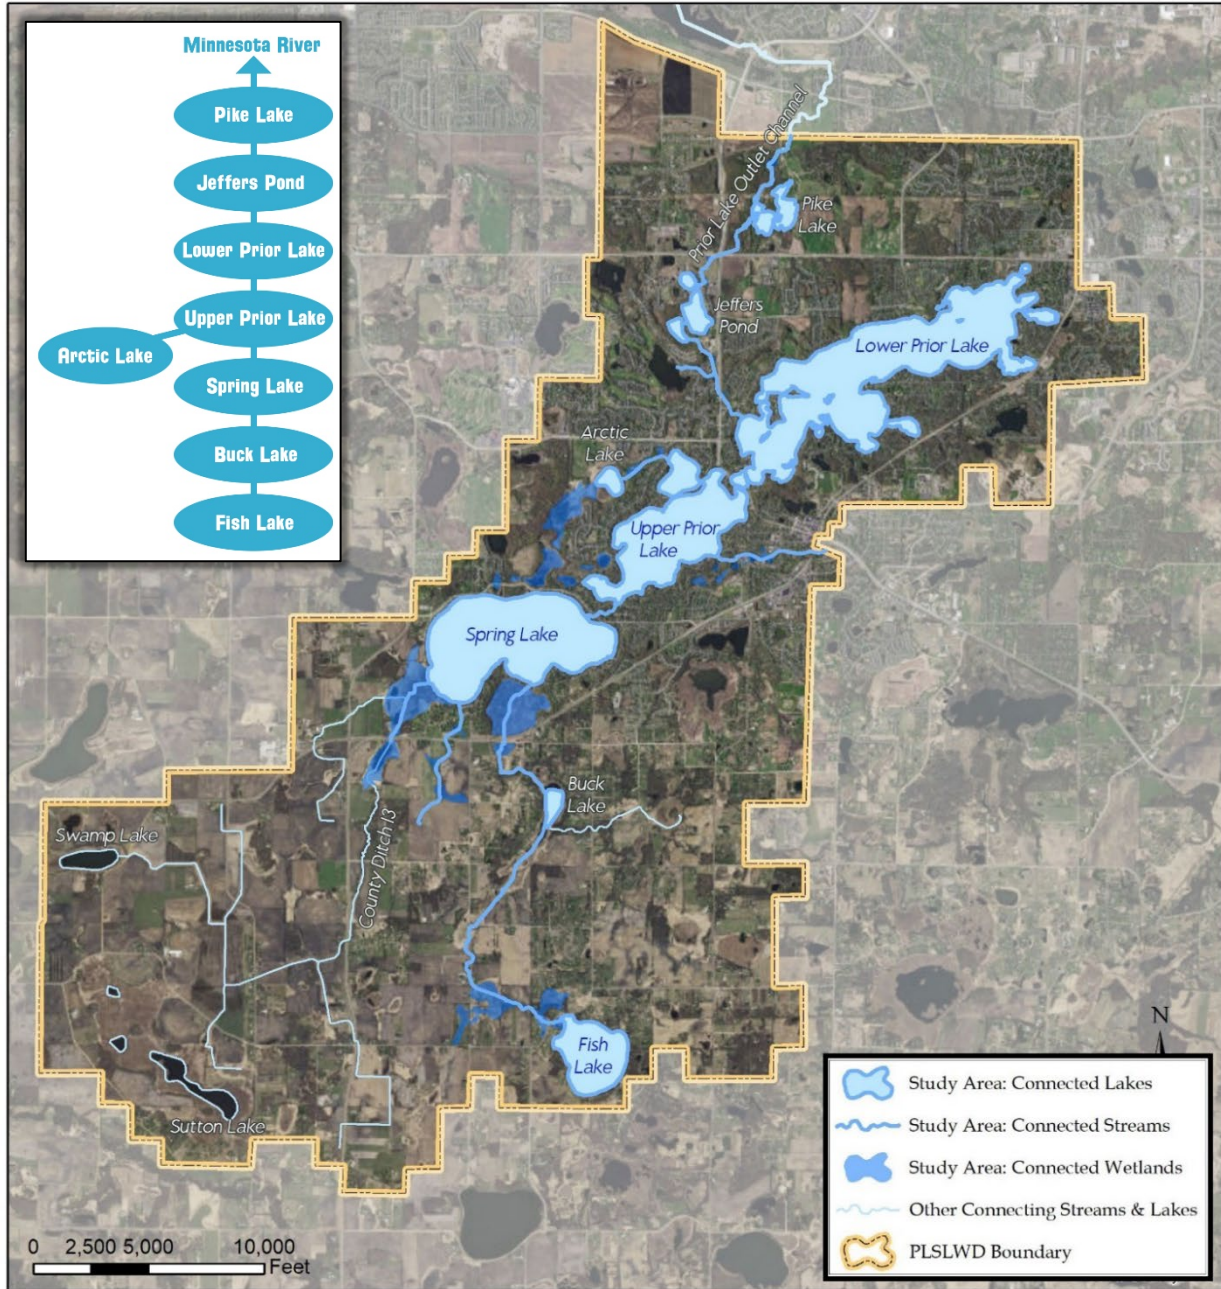 Minnesota River
Pike Lake
Jeffers Pond
Lower Prior Lake
Upper Prior Lake
Arctic Lake
Spring Lake
Buck Lake
Fish Lake
Prior Lake Outlet Channel
Pike
Lake
Jeffers
Pond
Lower Prior Lake
Arctic
Lake
Upper Prior
Lake
Spring Lake
Buck
Lake
Swamp Lake
County Ditch 13
Fish
Lake
Sutton Lake
N
Study Area: Connected Lakes
Study Area: Connected Streams
Study Area: Connected Wetlands
Other Connecting Streams & Lakes
PLSLWD Boundary
0 2,500 5,000 10,000
Feet